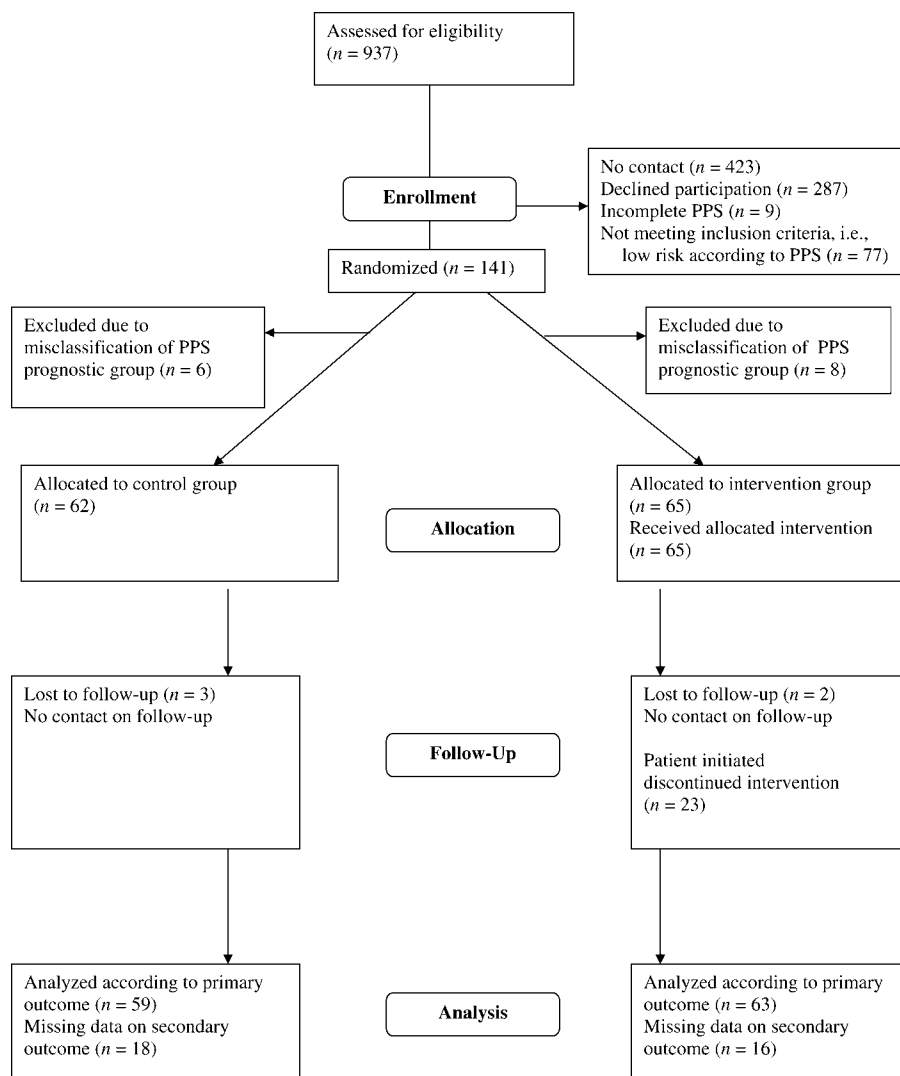 Assessed for eligibility
(n = 937)
No contact (n = 423)
Declined participation (n = 287)
Incomplete PPS (n = 9)
Not meeting inclusion criteria, i.e.,
low risk according to PPS (n = 77)
Enrollment
Randomized (n = 141)
Excluded due to
misclassification of PPS
prognostic group (n = 6)
Excluded due to
misclassification of PPS
prognostic group (n = 8)
Allocated to control group
(n = 62)
Allocation
Allocated to intervention group
(n = 65)
Received allocated intervention
(n = 65)
Lost to follow-up (n = 3)
No contact on follow-up
Follow-Up
Lost to follow-up (n = 2)
No contact on follow-up
Patient initiated
discontinued intervention
(n = 23)
Analyzed according to primary
outcome (n = 59)
Missing data on secondary
outcome (n = 18)
Analysis
Analyzed according to primary
outcome (n = 63)
Missing data on secondary
outcome (n = 16)